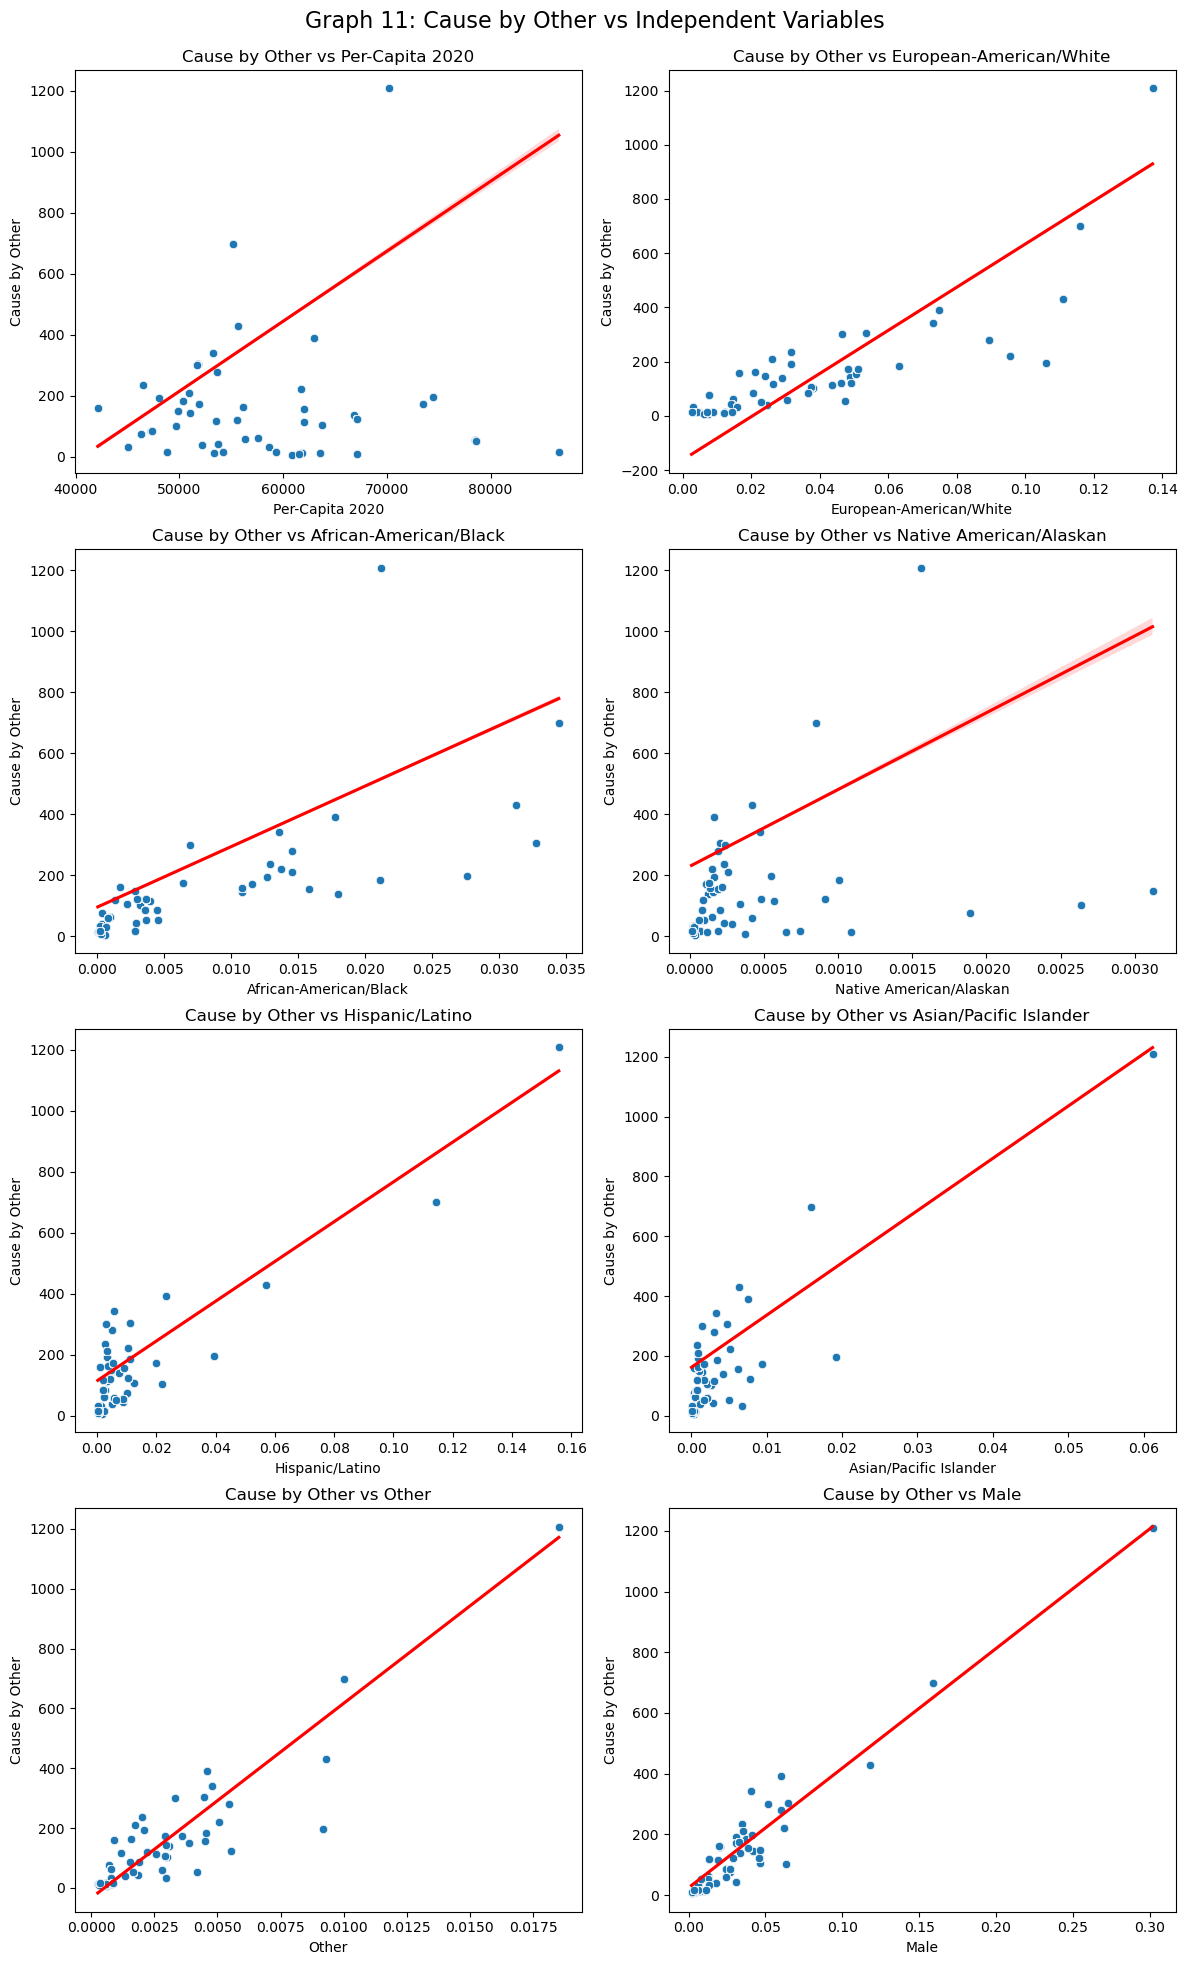 Graph 11: Cause by Other vs Independent Variables
Cause by Other vs Per-Capita 2020
1200
1000
800
600
400
200
0
Cause by Other
40000 50000 60000 70000 80000
Per-Capita 2020
Cause by Other vs European-American/White
1200
1000
800
600
400
200
0
−200
Cause by Other
0.00 0.02 0.04 0.06 0.08 0.10 0.12 0.14
European-American/White
Cause by Other vs African-American/Black
1200
1000
800
600
400
200
0
Cause by Other
0.000 0.005 0.010 0.015 0.020 0.025 0.030 0.035
African-American/Black
Cause by Other vs Native American/Alaskan
1200
1000
800
600
400
200
0
Cause by Other
0.0000 0.0005 0.0010 0.0015 0.0020 0.0025 0.0030
Native American/Alaskan
Cause by Other vs Hispanic/Latino
1200
1000
800
600
400
200
0
Cause by Other
0.00 0.02 0.04 0.06 0.08 0.10 0.12 0.14 0.16
Hispanic/Latino
Cause by Other vs Asian/Pacific Islander
1200
1000
800
600
400
200
0
Cause by Other
0.00 0.01 0.02 0.03 0.04 0.05 0.06
Asian/Pacific Islander
Cause by Other vs Other
1200
1000
800
600
400
200
0
Cause by Other
0.0000 0.0025 0.0050 0.0075 0.0100 0.0125 0.0150 0.0175
Other
Cause by Other vs Male
1200
1000
800
600
400
200
0
Cause by Other
0.00 0.05 0.10 0.15 0.20 0.25 0.30
Male